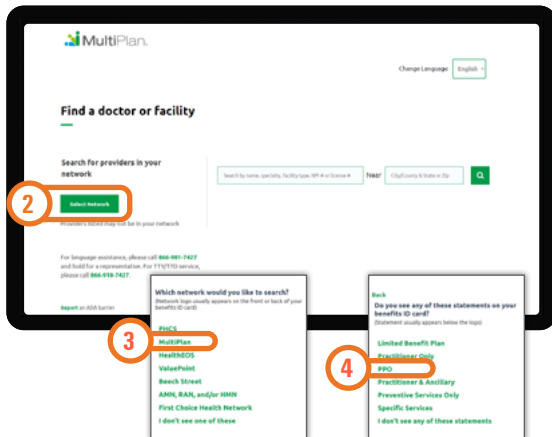 MultiPlan.
Change Language English
Find a doctor or facility
Search for providers in your
network
Search by name, specialty, facility type, NPI # or license # Near City/County & State or Zip
2
Select Network
Providers listed may not be in your network
For language assistance, please call 866-981-7427
and hold for a representative. For TTY/TTD service,
please call 866-918-7427.
Report an ADA barrier
Which network would you like to search?
(Network logo usually appears on the front or back of your
benefits ID card)
PHCS
3
MultiPlan
HealthEOS
ValuePoint
Beech Street
AMN, RAN, and/or HMN
First Choice Health Network
I don't see one of these
Back
Do you see any of these statements on your
benefits ID card?
(Statement usually appears below the logo)
Limited Benefit Plan
Practitioner Only
4
PPO
Practitioner & Ancillary
Preventive Services Only
Specific Services
I don't see any of these statements